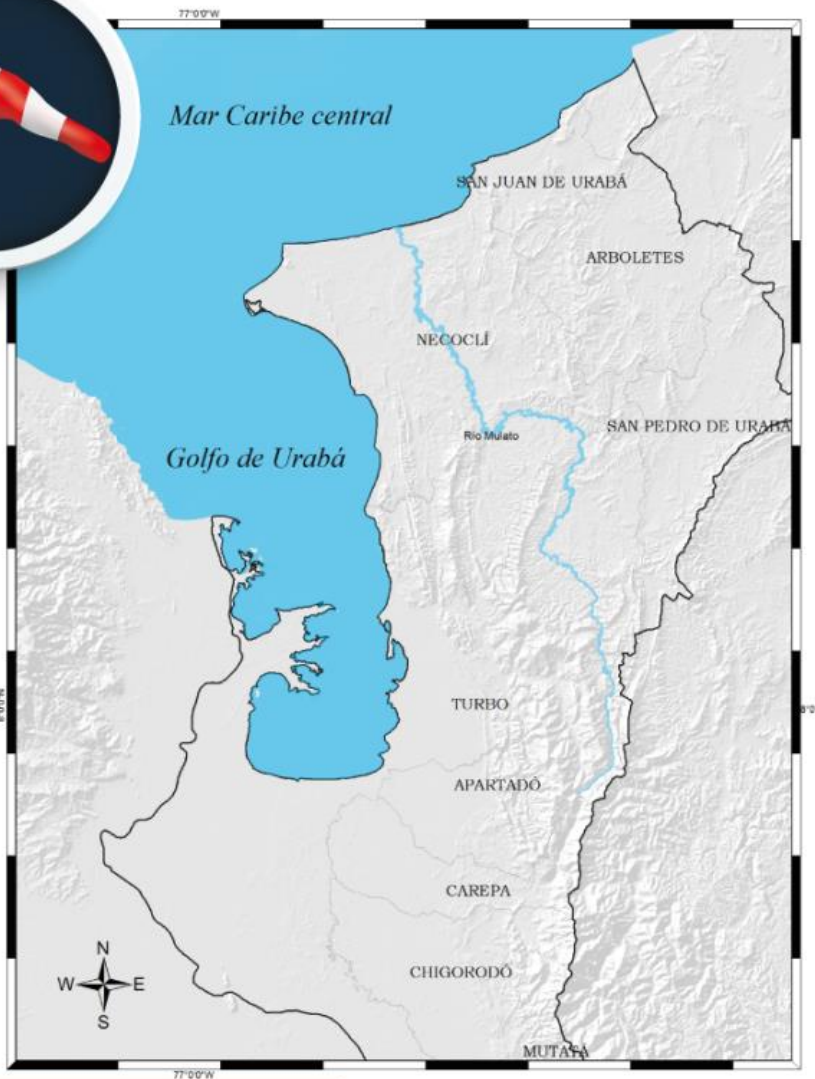 77°0'0"W
Mar Caribe central
SAN JUAN DE URABÁ
ARBOLETES
NECOCLÍ
SAN PEDRO DE URABÁ
Río Mulato
Golfo de Urabá
TURBO
APARTADÓ
CAREPA
CHIGORODÓ
N
W E
S
MUTATÁ
77°0'0"W